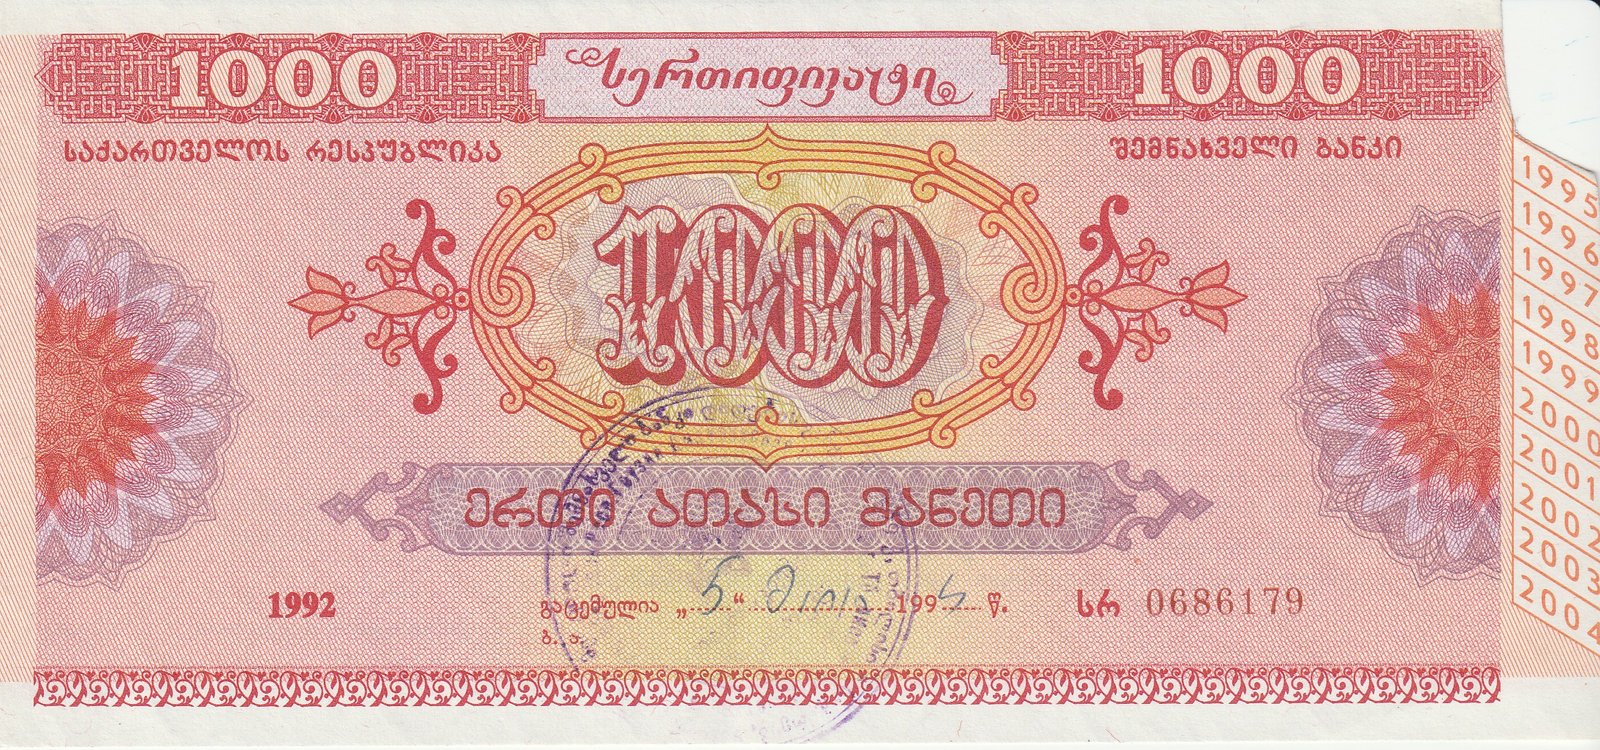 1000 სერთიფიკატი 1000
საქართველოს რესპუბლიკა შემნახველი ბანკი
1000
ერთი ათასი მანეთი
1992 გაცემულია „5“ 1994 წ. სრ 0686179
ბ. ა.
1995
1996
1997
1998
1999
2000
2001
2002
2003
2004